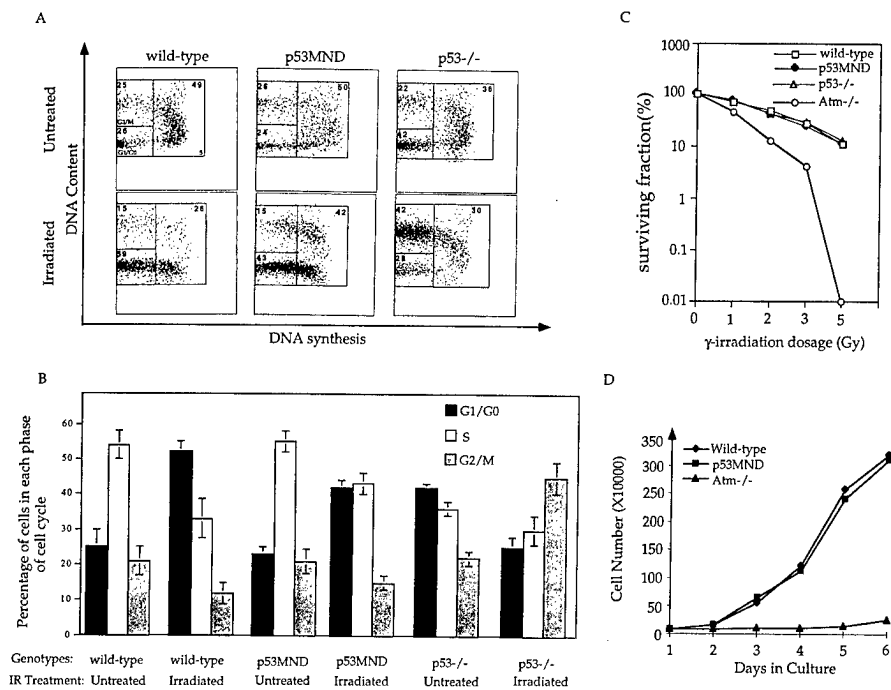 A
wild-type
p53MND
p53-/-
Untreated
25
49
G2/M
26
G1/G0
26
50
24
22
36
42
Irradiated
15
26
59
15
42
43
42
30
28
DNA Content
DNA synthesis
B
Percentage of cells in each phase
of cell cycle
60
50
40
30
20
10
0
G1/G0
S
G2/M
Genotypes: wild-type wild-type p53MND p53MND p53-/- p53-/-
IR Treatment: Untreated Irradiated Untreated Irradiated Untreated Irradiated
C
surviving fraction(%)
1000
100
10
1
0.1
0.01
wild-type
p53MND
p53-/-
Atm-/-
0 1 2 3 5
γ-irradiation dosage (Gy)
D
Cell Number (X10000)
350
300
250
200
150
100
50
0
Wild-type
p53MND
Atm-/-
1 2 3 4 5 6
Days in Culture